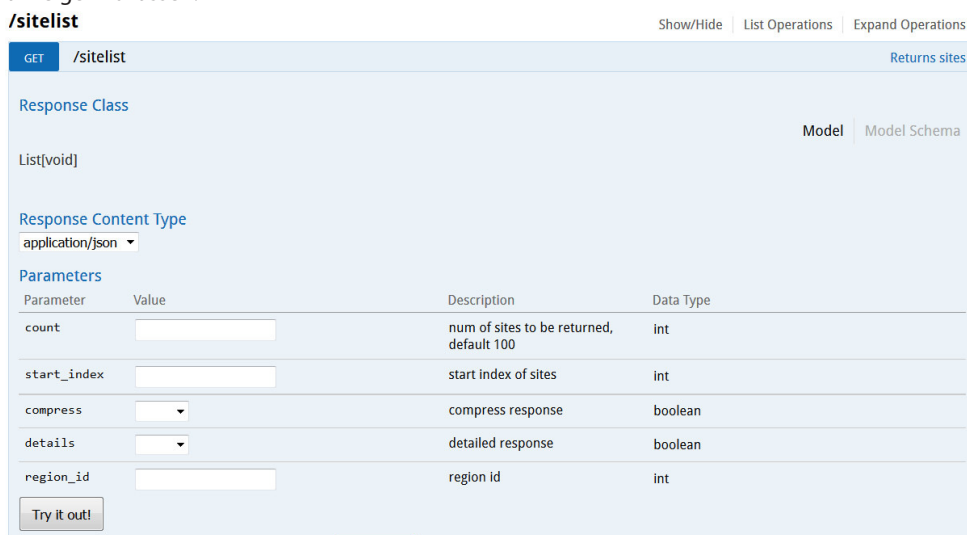 /sitelist
Show/Hide List Operations Expand Operations
GET /sitelist Returns sites
Response Class
Model Model Schema
List[void]
Response Content Type
application/json
Parameters
Parameter Value Description Data Type
count num of sites to be returned, int
default 100
start_index start index of sites int
compress compress response boolean
details detailed response boolean
region_id region id int
Try it out!